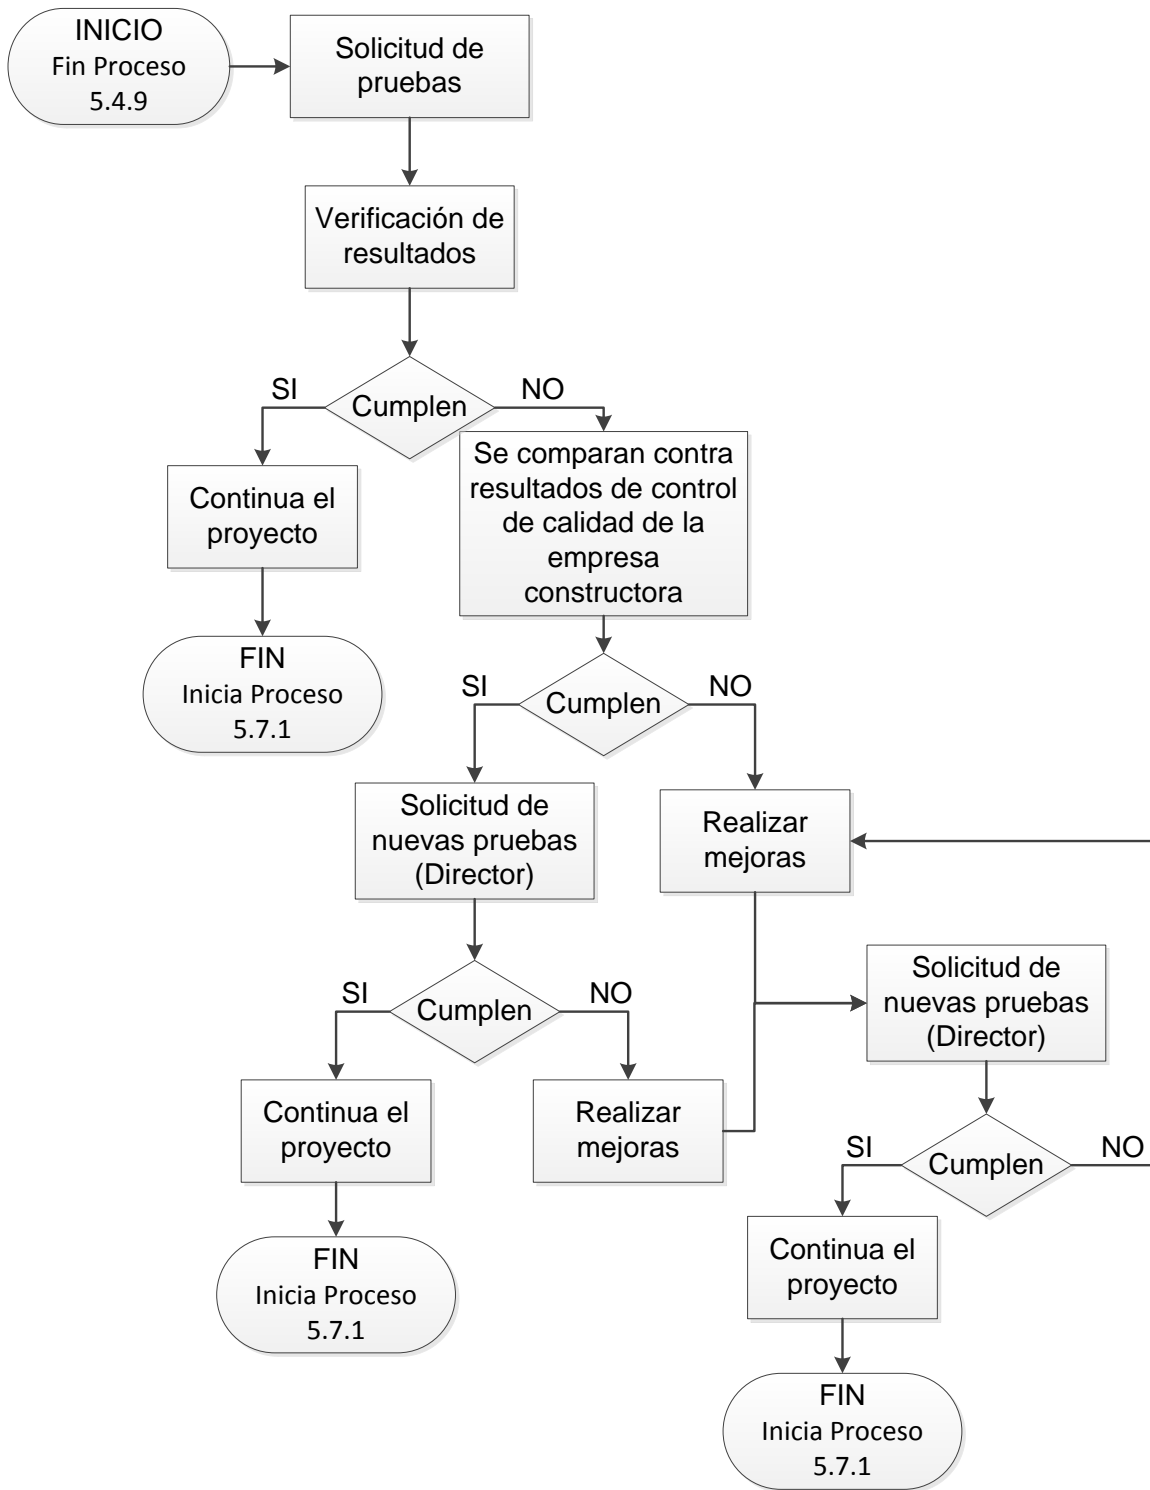 INICIO
Fin Proceso
5.4.9
Solicitud de
pruebas
Verificación de
resultados
SI
Cumplen
NO
Continua el
proyecto
Se comparan contra
resultados de control
de calidad de la
empresa
constructora
FIN
Inicia Proceso
5.7.1
SI
Cumplen
NO
Solicitud de
nuevas pruebas
(Director)
Realizar
mejoras
SI
Cumplen
NO
Solicitud de
nuevas pruebas
(Director)
Continua el
proyecto
Realizar
mejoras
SI
Cumplen
NO
FIN
Inicia Proceso
5.7.1
Continua el
proyecto
FIN
Inicia Proceso
5.7.1